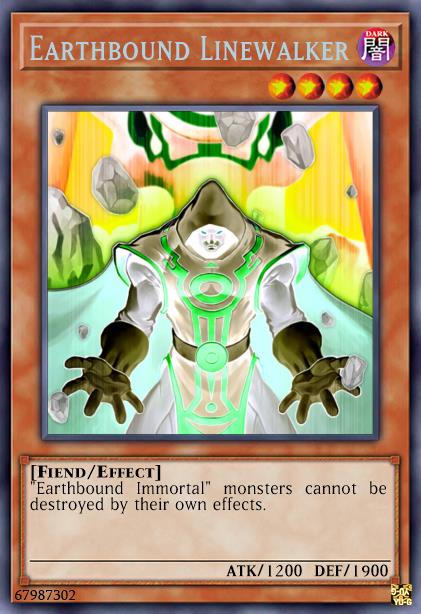 EARTHBOUND LINEWALKER
DARK
闇
[FIEND/EFFECT]
"Earthbound Immortal" monsters cannot be
destroyed by their own effects.
ATK/1200 DEF/1900
67987302